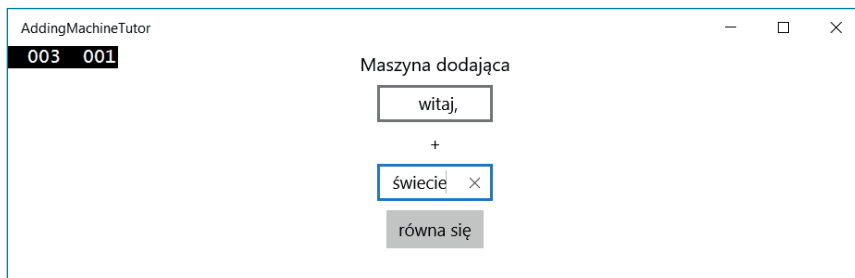 AddingMachineTutor
003 001
Maszyna dodająca
witaj,
+
świecie
równa się